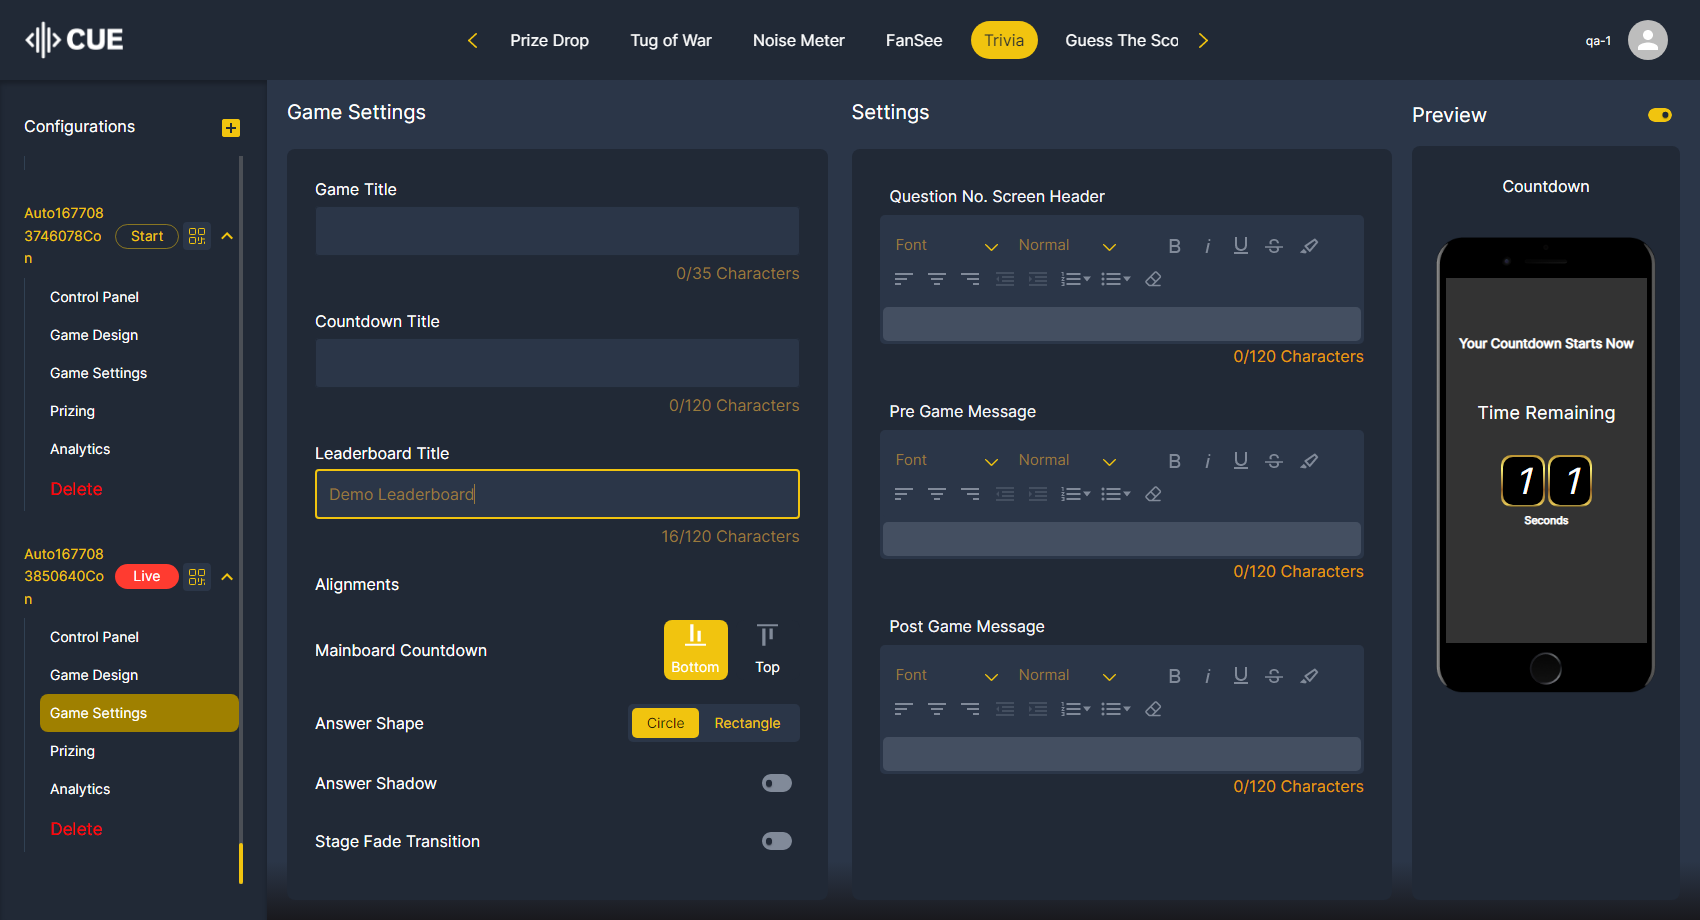 CUE
Prize Drop
Tug of War
Noise Meter
FanSee
Trivia
Guess The Sco
qa-1
Configurations
Auto167708
3746078Co
n
Start
Control Panel
Game Design
Game Settings
Prizing
Analytics
Delete
Auto167708
3850640Co
n
Live
Control Panel
Game Design
Game Settings
Prizing
Analytics
Delete
Game Settings
Game Title
0/35 Characters
Countdown Title
0/120 Characters
Leaderboard Title
Demo Leaderboard
16/120 Characters
Alignments
Mainboard Countdown
Bottom
Top
Answer Shape
Circle
Rectangle
Answer Shadow
Stage Fade Transition
Settings
Question No. Screen Header
Font
Normal
B i U S
0/120 Characters
Pre Game Message
Font
Normal
B i U S
0/120 Characters
Post Game Message
Font
Normal
B i U S
0/120 Characters
Preview
Countdown
Your Countdown Starts Now
Time Remaining
1 1
Seconds